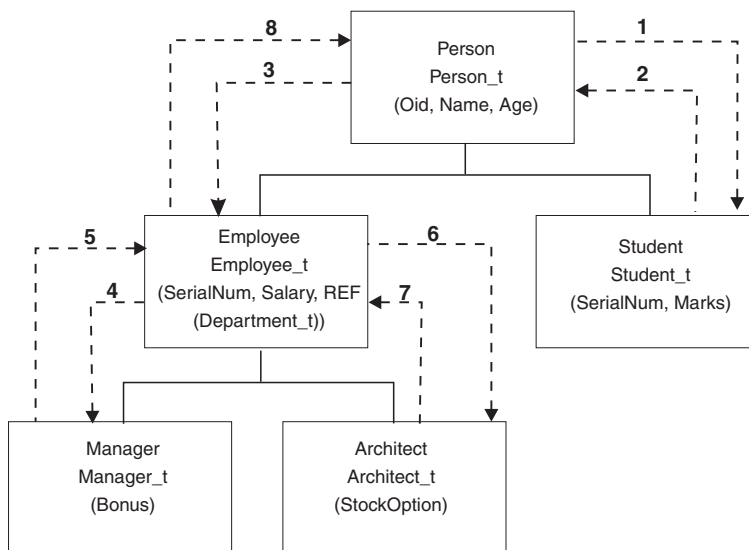 8
1
Person
3
2
Person_t
(Oid, Name, Age)
5
Employee
6
Student
Employee_t
Student_t
4
(SerialNum, Salary, REF
7
(SerialNum, Marks)
(Department_t))
Manager
Architect
Manager_t
Architect_t
(Bonus)
(StockOption)